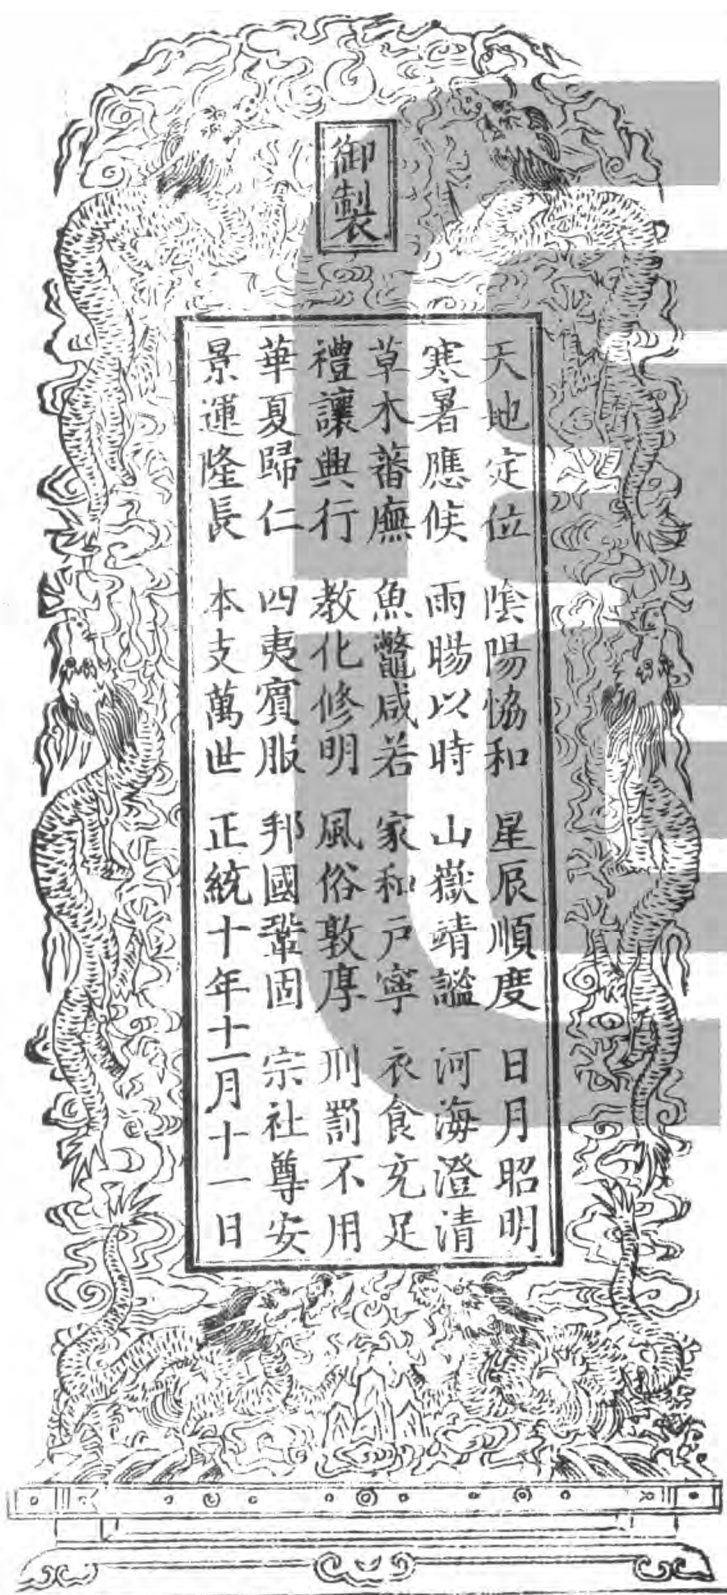 御製
天地定位 陰陽恊和 星辰順度 日月昭明
寒暑應候 雨暘以時 山嶽靖謐 河海澄清
草木蕃廡 魚鼈咸若 家和戶寧 衣食充足
禮讓興行 教化修明 風俗敦厚 刑罰不用
華夏歸仁 四夷賓服 邦國鞏固 宗社尊安
景運隆長 本支萬世 正統十年十一月十一日